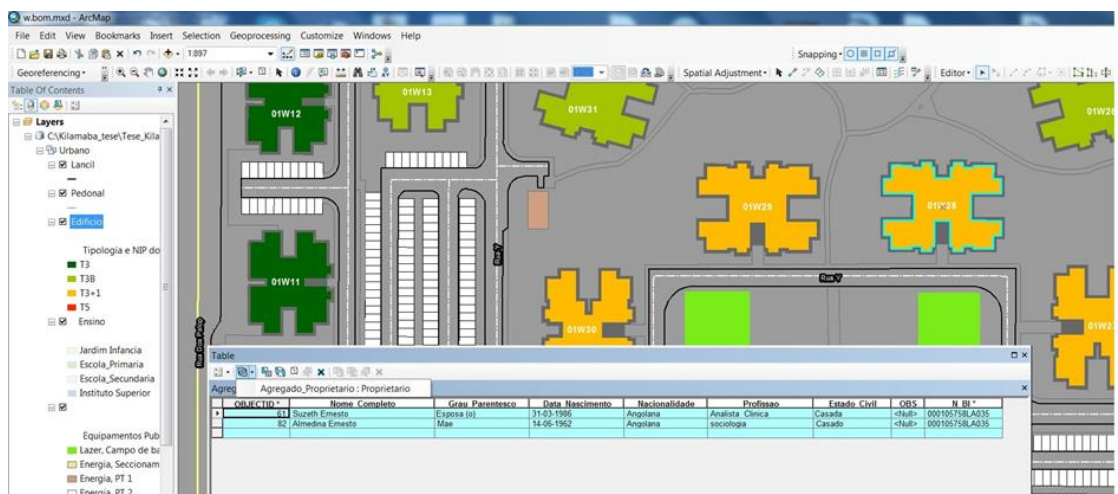 w.bom.mxd - ArcMap
File Edit View Bookmarks Insert Selection Geoprocessing Customize Windows Help
1:897
Snapping
Georeferencing
Spatial Adjustment
Editor
Table Of Contents
Layers
C:\Kilamaba_tese\Tese_Kila
Urbano
Lancil
Pedonal
Edificio
Tipologia e NIP do
T3
T3B
T3+1
T5
Ensino
Jardim Infancia
Escola_Primaria
Escola_Secundaria
Instituto Superior
Equipamentos Pub
Lazer, Campo de ba
Energia, Seccionam
Energia, PT 1
Energia, PT 2
01W12
01W13
01W31
01W26
01W29
01W28
01W11
01W30
Rua Y
Rua V
Table
Agreg
Agregado_Proprietario : Proprietario
OBJECTID * Nome Completo Grau Parentesco Data Nascimento Nacionalidade Profissao Estado Civil OBS N_BI *
61 Suzeth Ernesto Esposa (o) 31-03-1986 Angolana Analista Clinica Casada <Null> 000105758LA035
82 Almedina Ernesto Mae 14-06-1962 Angolana sociologia Casado <Null> 000105758LA035